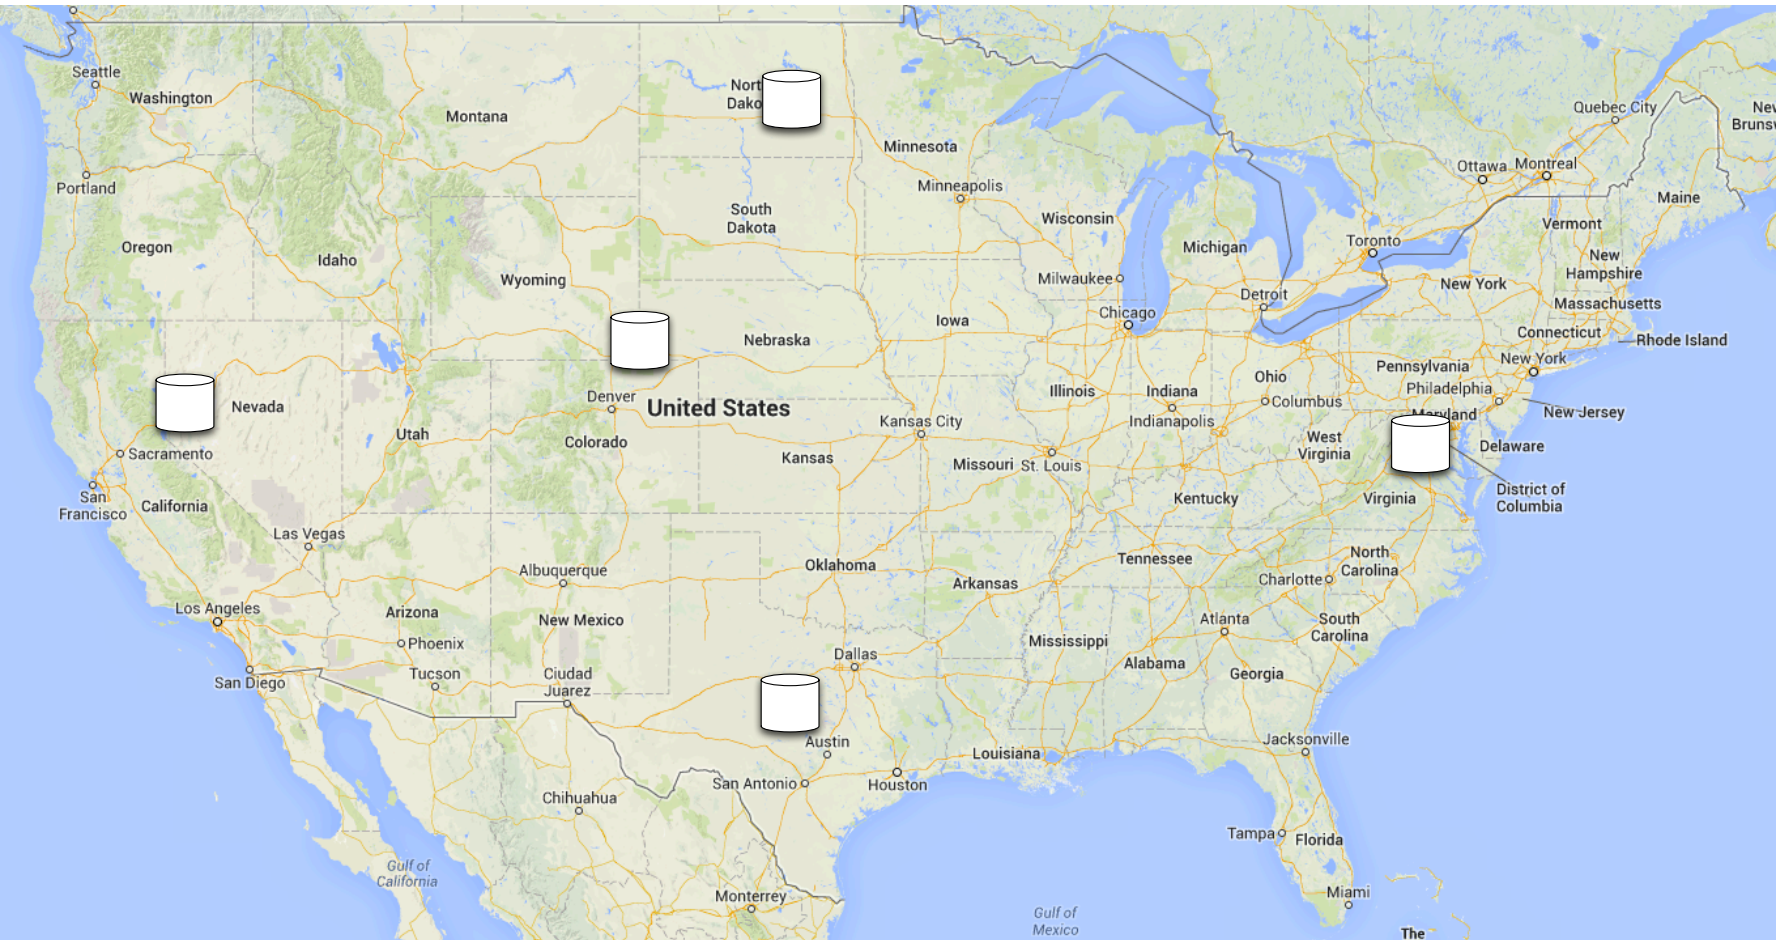 Seattle
Washington
Montana
Nort
Dako
Minnesota
Quebec City
New
Brunsw
Ottawa
Montreal
Portland
Minneapolis
Maine
South
Dakota
Wisconsin
Vermont
Oregon
Idaho
Michigan
Toronto
New
Hampshire
Wyoming
Milwaukee
New York
Detroit
Massachusetts
Chicago
Iowa
Connecticut
Nebraska
Rhode Island
New York
Pennsylvania
Ohio
Illinois
Indiana
Philadelphia
Denver
Columbus
Nevada
United States
Maryland
New Jersey
Kansas City
Indianapolis
Utah
Colorado
West
Virginia
Delaware
Sacramento
Kansas
Missouri
St. Louis
San
Francisco
California
Kentucky
Virginia
District of
Columbia
Las Vegas
Albuquerque
Oklahoma
Arkansas
Tennessee
North
Carolina
Charlotte
Los Angeles
Arizona
New Mexico
Atlanta
South
Carolina
Phoenix
Mississippi
Dallas
Alabama
Georgia
Tucson
Ciudad
Juarez
San Diego
Austin
Louisiana
Jacksonville
San Antonio
Houston
Chihuahua
Tampa
Florida
Gulf of
California
Monterrey
Miami
Gulf of
Mexico
The